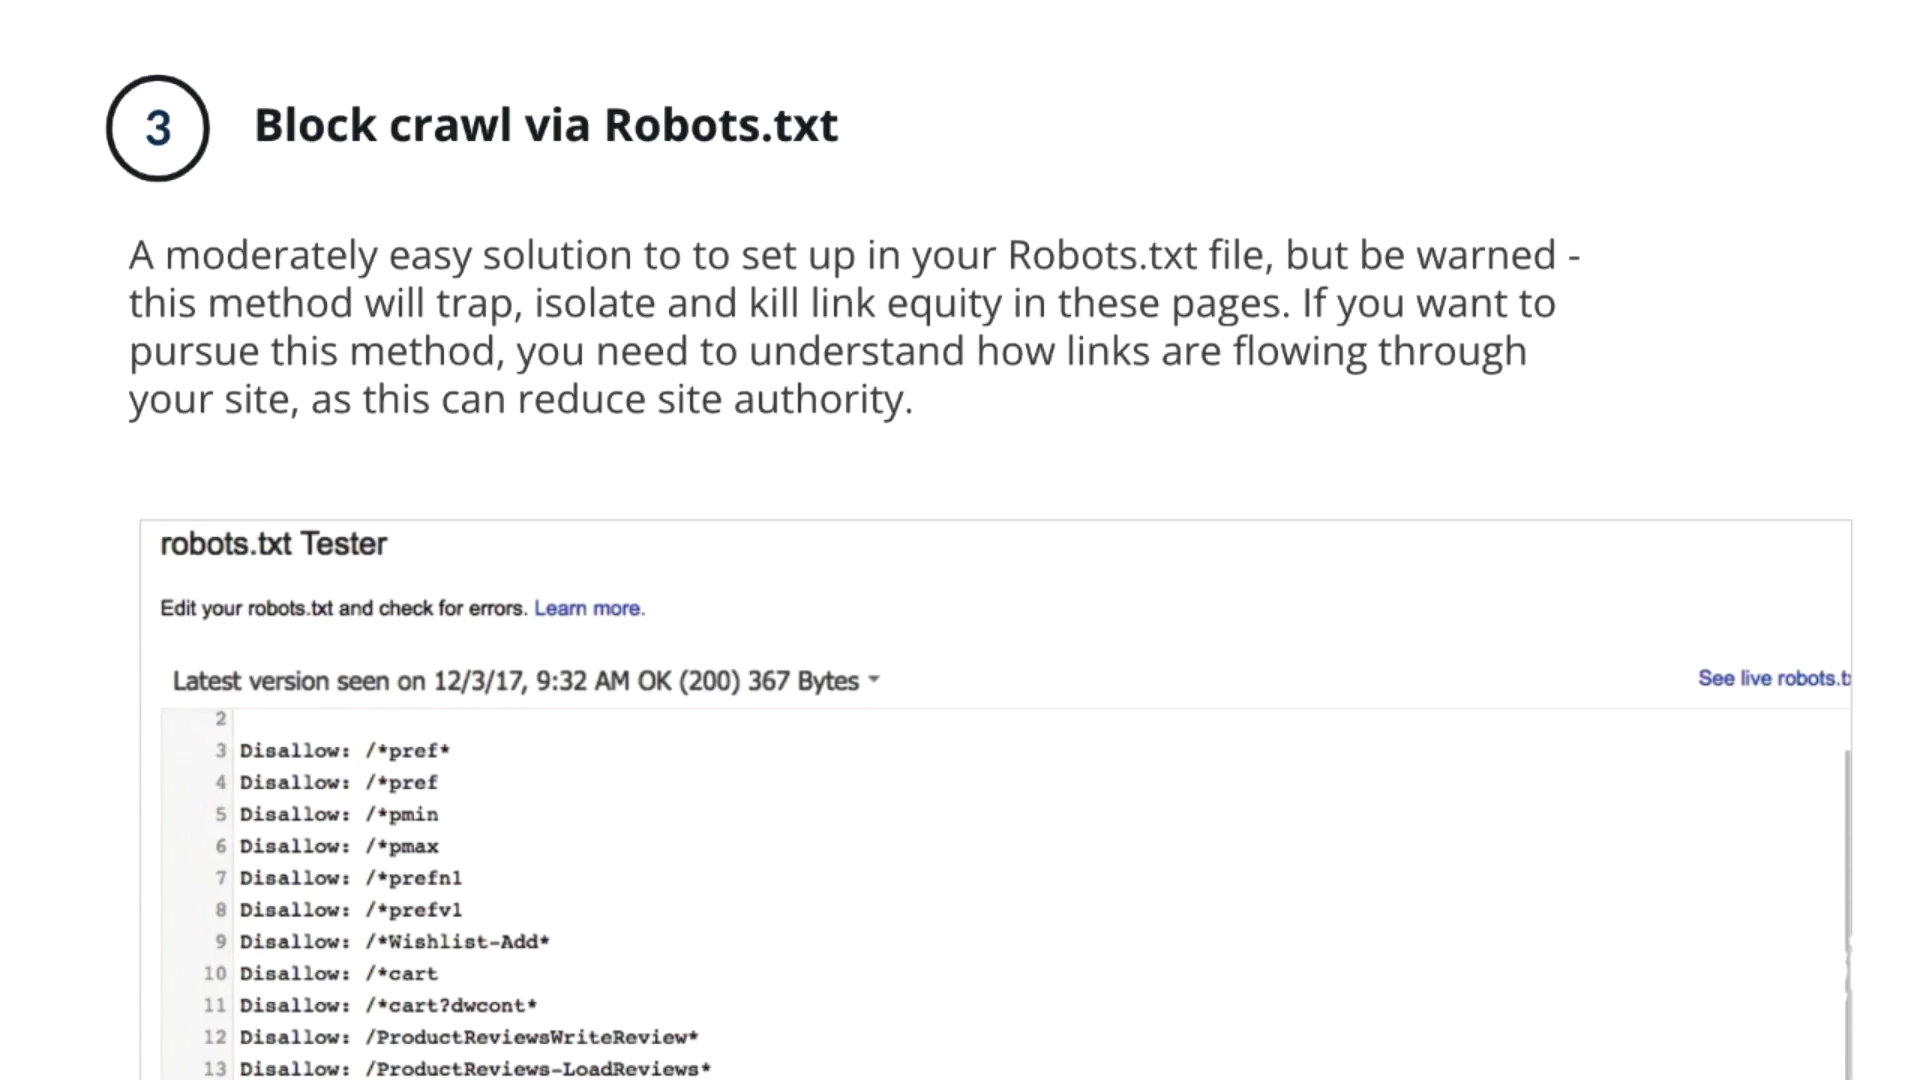 3
Block crawl via Robots.txt
A moderately easy solution to to set up in your Robots.txt file, but be warned -
this method will trap, isolate and kill link equity in these pages. If you want to
pursue this method, you need to understand how links are flowing through
your site, as this can reduce site authority.
robots.txt Tester
Edit your robots.txt and check for errors. Learn more.
Latest version seen on 12/3/17, 9:32 AM OK (200) 367 Bytes
See live robots.t
2
3 Disallow: /*pref*
4 Disallow: /*pref
5 Disallow: /*pmin
6 Disallow: /*pmax
7 Disallow: /*prefn1
8 Disallow: /*prefv1
9 Disallow: /*Wishlist-Add*
10 Disallow: /*cart
11 Disallow: /*cart?dwcont*
12 Disallow: /ProductReviewsWriteReview*
13 Disallow: /ProductReviews-LoadReviews*